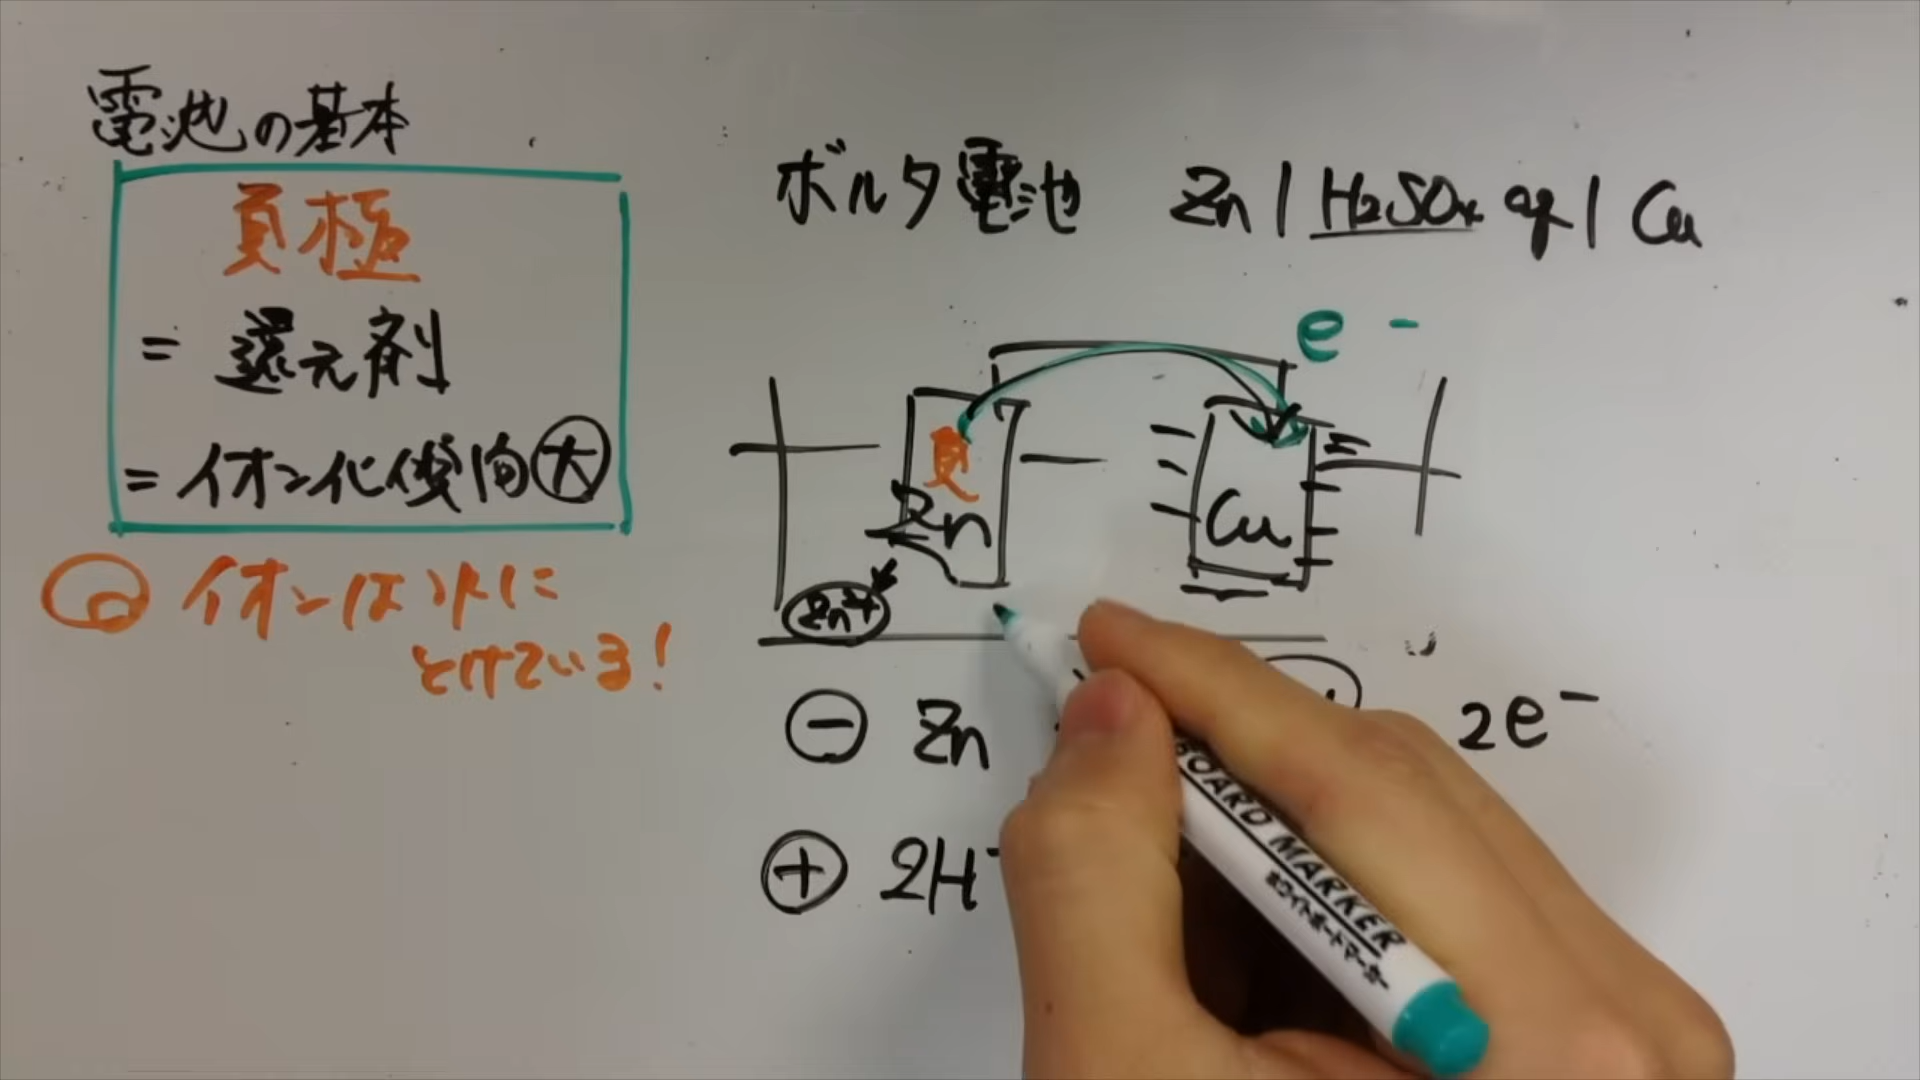 電池の基本
負極
= 還元剤
= イオン化傾向大
イオンは水に
とけている!
ボルタ電池 Zn | H₂SO₄ aq | Cu
e⁻
負
Zn
Cu
Zn²⁺
⊖ Zn 2e⁻
⊕ 2H
BOARD MARKER
ホワイトボードマーカー